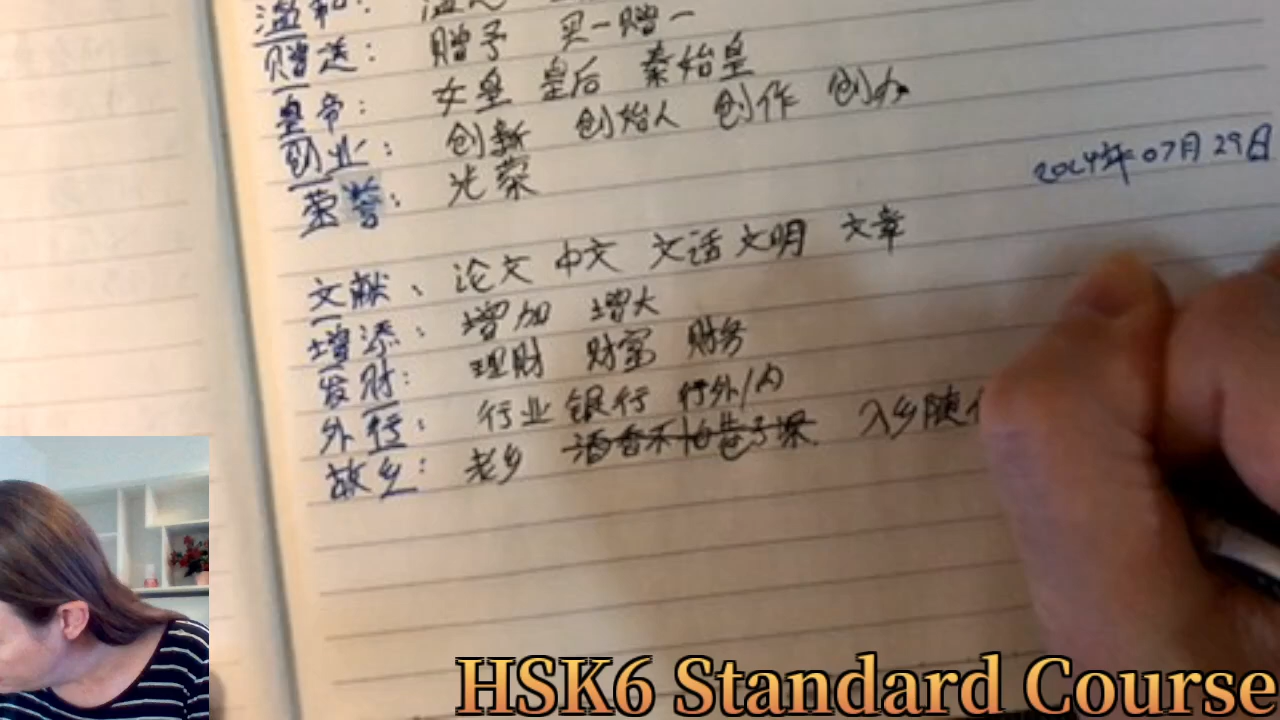 赠送: 赠予 买一赠一
皇帝: 女皇 皇后 秦始皇
创业: 创新 创始人 创作 创办
荣誉: 光荣
2024年07月29日
文献、论文 中文 文话 文明 文章
增添: 增加 增大
发财: 理财 财富 财务
外行: 行业 银行 行外/内
故乡: 老乡 酒香不怕巷子深 入乡随
HSK6 Standard Course